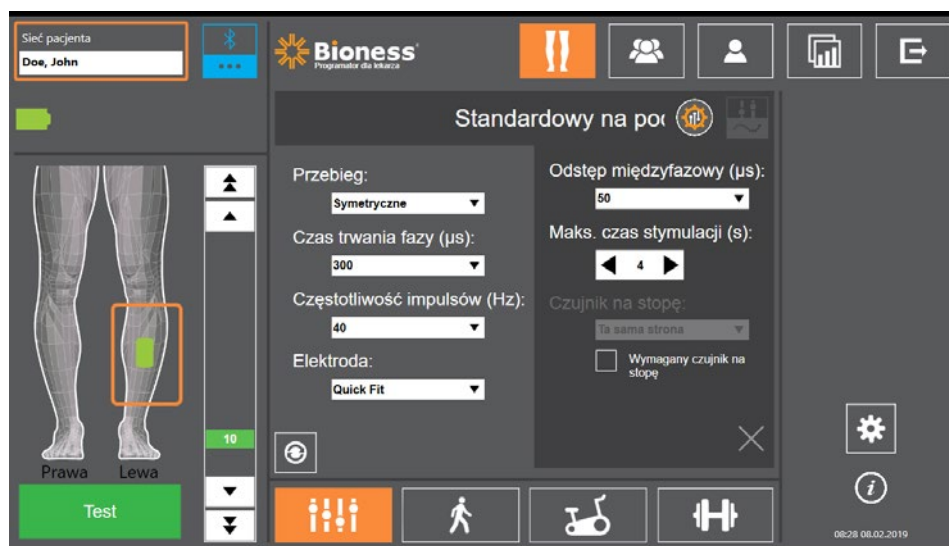 Sieć pacjenta
Doe, John
Bioness
Programator dla lekarza
Standardowy na poc
Przebieg:
Symetryczne
Czas trwania fazy (µs):
300
Częstotliwość impulsów (Hz):
40
Elektroda:
Quick Fit
Odstęp międzyfazowy (µs):
50
Maks. czas stymulacji (s):
4
Czujnik na stopę:
Ta sama strona
Wymagany czujnik na
stopę
10
Prawa Lewa
Test
08:28 08.02.2019